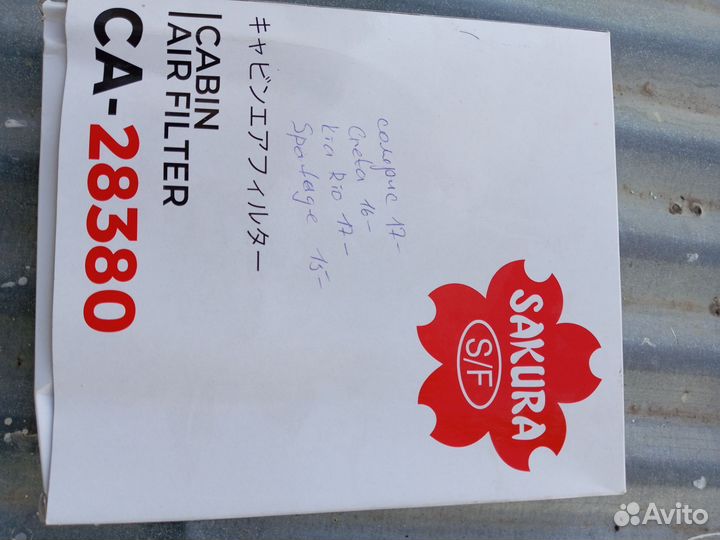 CABIN
AIR FILTER
CA-28380
キャビンエアフィルター
солярис 17-
Creta 16-
Kia Rio 17-
Sportage 15-
SAKURA
S/F
Avito